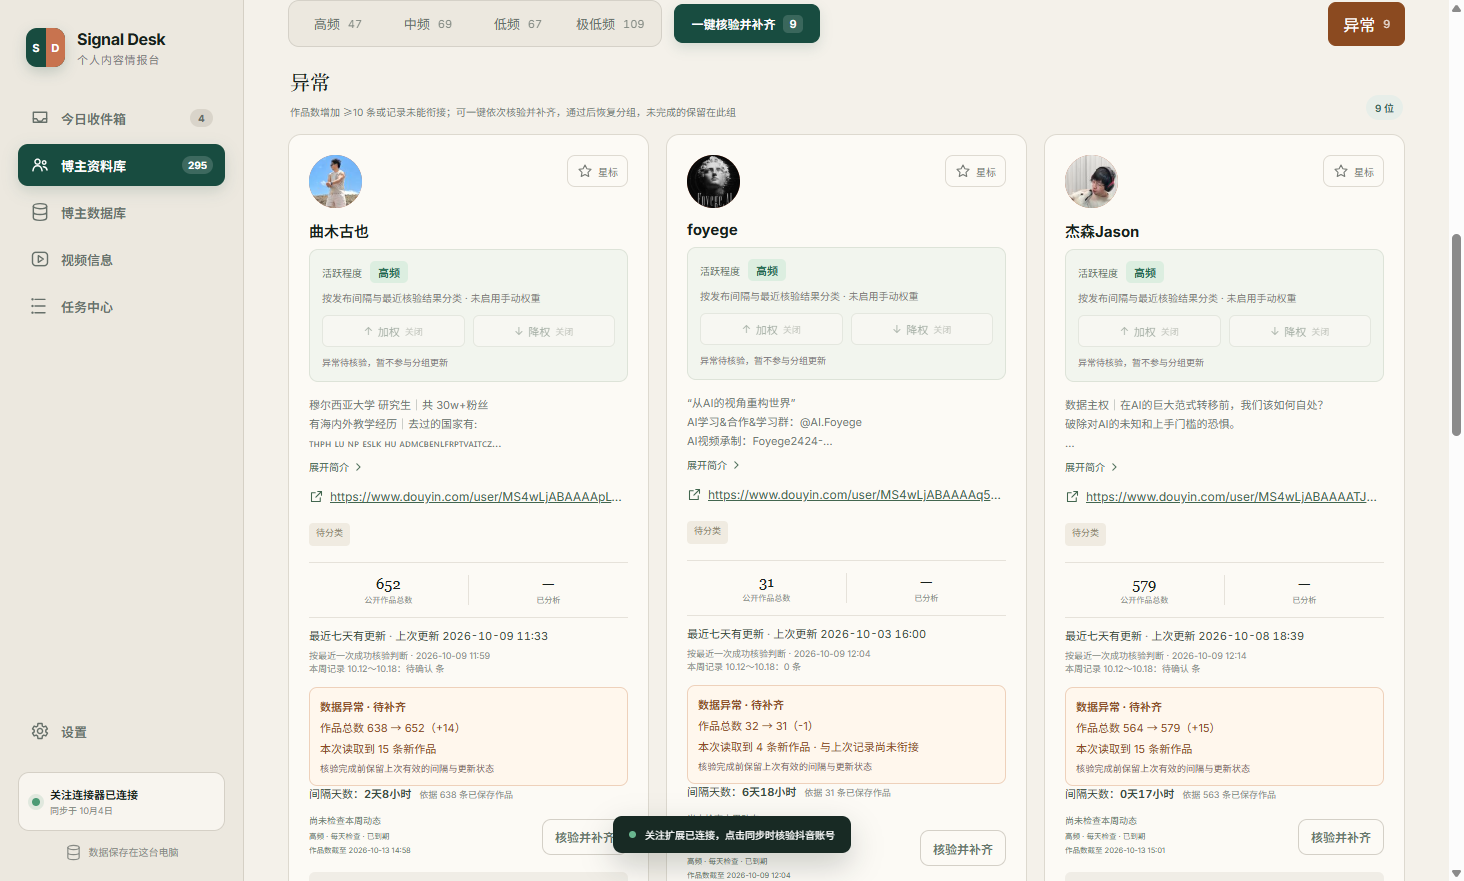 S D
Signal Desk
个人内容情报台
今日收件箱 4
博主资料库 295
博主数据库
视频信息
任务中心
设置
关注连接器已连接
同步于 10月4日
数据保存在这台电脑
高频 47 中频 69 低频 67 极低频 109
一键核验并补齐 9
异常 9
异常
作品数增加 ≥10 条或记录未能衔接；可一键依次核验并补齐，通过后恢复分组，未完成的保留在此组
9 位
星标
曲木古也
活跃程度 高频
按发布间隔与最近核验结果分类 · 未启用手动权重
↑ 加权 关闭 ↓ 降权 关闭
异常待核验，暂不参与分组更新
穆尔西亚大学 研究生｜共 30w+粉丝
有海内外教学经历｜去过的国家有:
ᴛʜᴘʜ ʟᴜ ɴᴘ ᴇsʟᴋ ʜᴜ ᴀᴅᴍᴄʙᴇɴʟғʀᴘᴛᴠᴀɪᴛᴄᴢ...
展开简介
https://www.douyin.com/user/MS4wLjABAAAApL...
待分类
652 —
公开作品总数 已分析
最近七天有更新 · 上次更新 2026-10-09 11:33
按最近一次成功核验判断 · 2026-10-09 11:59
本周记录 10.12～10.18：待确认 条
数据异常 · 待补齐
作品总数 638 → 652（+14）
本次读取到 15 条新作品
核验完成前保留上次有效的间隔与更新状态
间隔天数：2天8小时 依据 638 条已保存作品
尚未检查本周动态
高频 · 每天检查 · 已到期
作品数截至 2026-10-13 14:58
核验并补齐
星标
foyege
活跃程度 高频
按发布间隔与最近核验结果分类 · 未启用手动权重
↑ 加权 关闭 ↓ 降权 关闭
异常待核验，暂不参与分组更新
“从AI的视角重构世界”
AI学习&合作&学习群：@AI.Foyege
AI视频承制：Foyege2424-...
展开简介
https://www.douyin.com/user/MS4wLjABAAAAq5...
待分类
31 —
公开作品总数 已分析
最近七天有更新 · 上次更新 2026-10-03 16:00
按最近一次成功核验判断 · 2026-10-09 12:04
本周记录 10.12～10.18：0 条
数据异常 · 待补齐
作品总数 32 → 31（-1）
本次读取到 4 条新作品 · 与上次记录尚未衔接
核验完成前保留上次有效的间隔与更新状态
间隔天数：6天18小时 依据 31 条已保存作品
高频 · 每天检查 · 已到期
作品数截至 2026-10-09 12:04
核验并补齐
星标
杰森Jason
活跃程度 高频
按发布间隔与最近核验结果分类 · 未启用手动权重
↑ 加权 关闭 ↓ 降权 关闭
异常待核验，暂不参与分组更新
数据主权｜在AI的巨大范式转移前，我们该如何自处？
破除对AI的未知和上手门槛的恐惧。
...
展开简介
https://www.douyin.com/user/MS4wLjABAAAATJ...
待分类
579 —
公开作品总数 已分析
最近七天有更新 · 上次更新 2026-10-08 18:39
按最近一次成功核验判断 · 2026-10-09 12:14
本周记录 10.12～10.18：待确认 条
数据异常 · 待补齐
作品总数 564 → 579（+15）
本次读取到 15 条新作品
核验完成前保留上次有效的间隔与更新状态
间隔天数：0天17小时 依据 563 条已保存作品
尚未检查本周动态
高频 · 每天检查 · 已到期
作品数截至 2026-10-13 15:01
核验并补齐
关注扩展已连接，点击同步时核验抖音账号